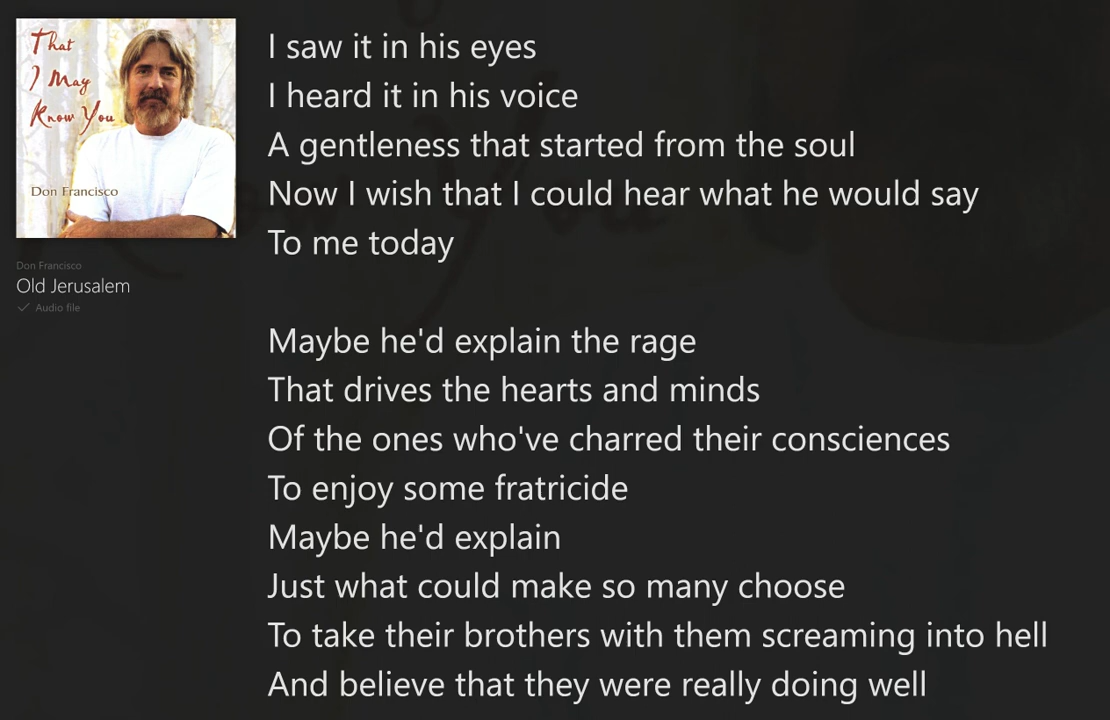 That
I May
Know You
Don Francisco
Don Francisco
Old Jerusalem
Audio file
I saw it in his eyes
I heard it in his voice
A gentleness that started from the soul
Now I wish that I could hear what he would say
To me today
Maybe he'd explain the rage
That drives the hearts and minds
Of the ones who've charred their consciences
To enjoy some fratricide
Maybe he'd explain
Just what could make so many choose
To take their brothers with them screaming into hell
And believe that they were really doing well